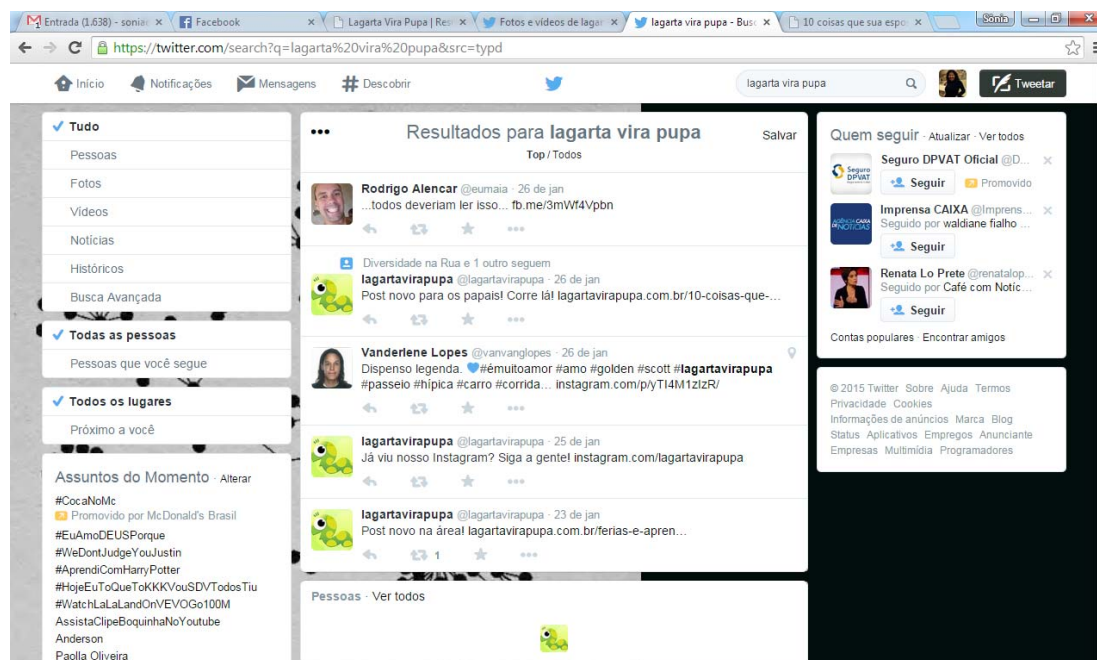 Entrada (1.638) - sonia
Facebook
Lagarta Vira Pupa | Res
Fotos e vídeos de lagar
lagarta vira pupa - Bus
10 coisas que sua espo
Sonia
https://twitter.com/search?q=lagarta%20vira%20pupa&src=typd
Início
Notificações
Mensagens
Descobrir
lagarta vira pupa
Tweetar
Tudo
Pessoas
Fotos
Vídeos
Notícias
Históricos
Busca Avançada
Todas as pessoas
Pessoas que você segue
Todos os lugares
Próximo a você
Assuntos do Momento · Alterar
#CocaNoMc
Promovido por McDonald's Brasil
#EuAmoDEUSPorque
#WeDontJudgeYouJustin
#AprendiComHarryPotter
#HojeEuToQueToKKKVouSDVTodosTiu
#WatchLaLaLandOnVEVOGo100M
AssistaClipeBoquinhaNoYoutube
Anderson
Paolla Oliveira
Resultados para lagarta vira pupa
Salvar
Top / Todos
Rodrigo Alencar @eumaia · 26 de jan
...todos deveriam ler isso... fb.me/3mWf4Vpbn
Diversidade na Rua e 1 outro seguem
lagartavirapupa @lagartavirapupa · 26 de jan
Post novo para os papais! Corre lá! lagartavirapupa.com.br/10-coisas-que-...
Vanderlene Lopes @vanvanglopes · 26 de jan
Dispenso legenda. 💙#émuitoamor #amo #golden #scott #lagartavirapupa
#passeio #hípica #carro #corrida... instagram.com/p/yTI4M1zIzR/
lagartavirapupa @lagartavirapupa · 25 de jan
Já viu nosso Instagram? Siga a gente! instagram.com/lagartavirapupa
lagartavirapupa @lagartavirapupa · 23 de jan
Post novo na área! lagartavirapupa.com.br/ferias-e-apren...
1
Pessoas · Ver todos
Quem seguir · Atualizar · Ver todos
Seguro DPVAT
Seguro DPVAT Oficial @D...
Seguir
Promovido
Imprensa CAIXA @Imprens...
Seguido por waldiane fialho ...
Seguir
Renata Lo Prete @renatalop...
Seguido por Café com Notíc...
Seguir
Contas populares · Encontrar amigos
© 2015 Twitter Sobre Ajuda Termos
Privacidade Cookies
Informações de anúncios Marca Blog
Status Aplicativos Empregos Anunciante
Empresas Multimídia Programadores